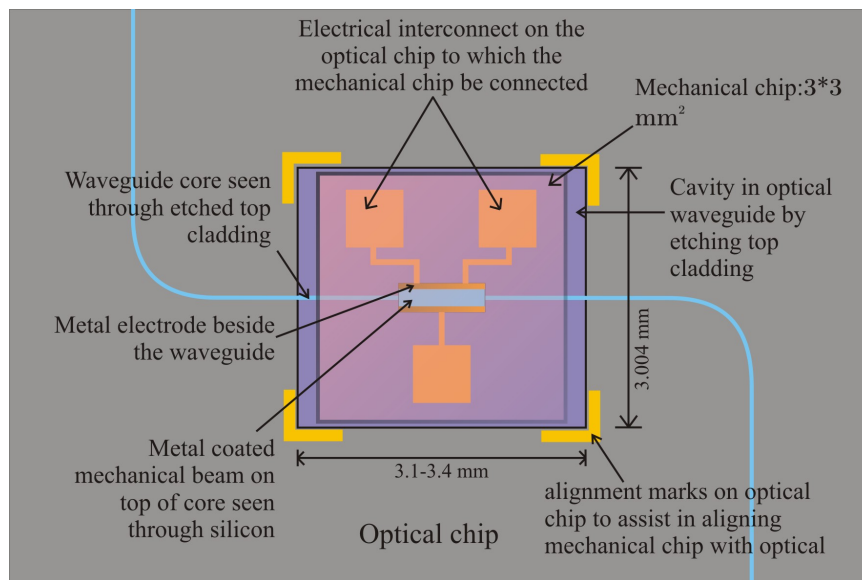 Electrical interconnect on the
optical chip to which the
mechanical chip be connected
Mechanical chip:3*3
mm²
Waveguide core seen
through etched top
cladding
Cavity in optical
waveguide by
etching top
cladding
Metal electrode beside
the waveguide
3.004 mm
Metal coated
mechanical beam on
top of core seen
through silicon
3.1-3.4 mm
alignment marks on optical
chip to assist in aligning
mechanical chip with optical
Optical chip